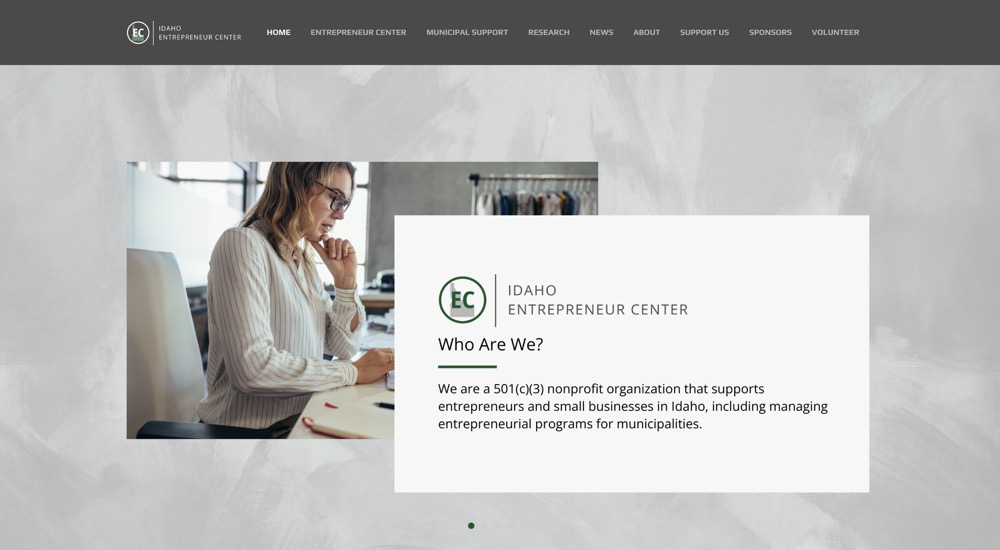 EC
IDAHO
ENTREPRENEUR CENTER
HOME
ENTREPRENEUR CENTER
MUNICIPAL SUPPORT
RESEARCH
NEWS
ABOUT
SUPPORT US
SPONSORS
VOLUNTEER
EC
IDAHO
ENTREPRENEUR CENTER
Who Are We?
We are a 501(c)(3) nonprofit organization that supports
entrepreneurs and small businesses in Idaho, including managing
entrepreneurial programs for municipalities.